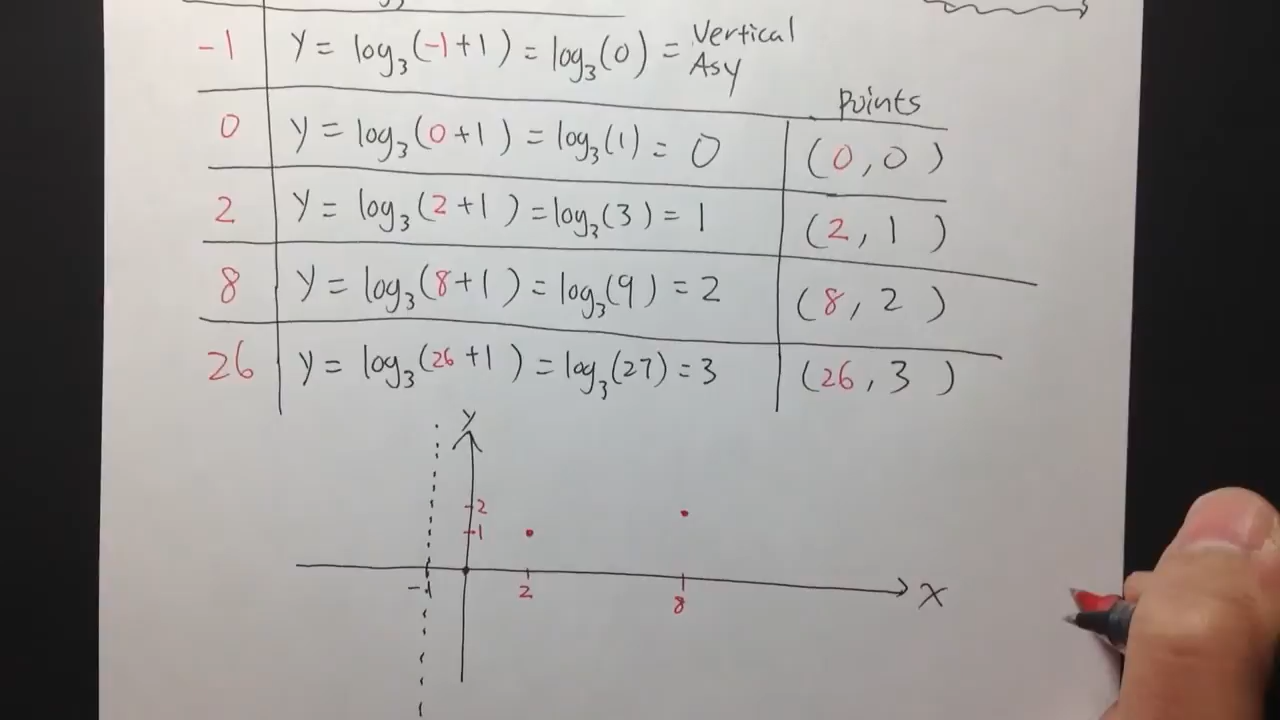 -1 y = log₃(-1+1) = log₃(0) = Vertical Asy
Points
0 y = log₃(0+1) = log₃(1) = 0 (0,0)
2 y = log₃(2+1) = log₃(3) = 1 (2,1)
8 y = log₃(8+1) = log₃(9) = 2 (8,2)
26 y = log₃(26+1) = log₃(27) = 3 (26,3)
y
2
1
-1 2 8 x